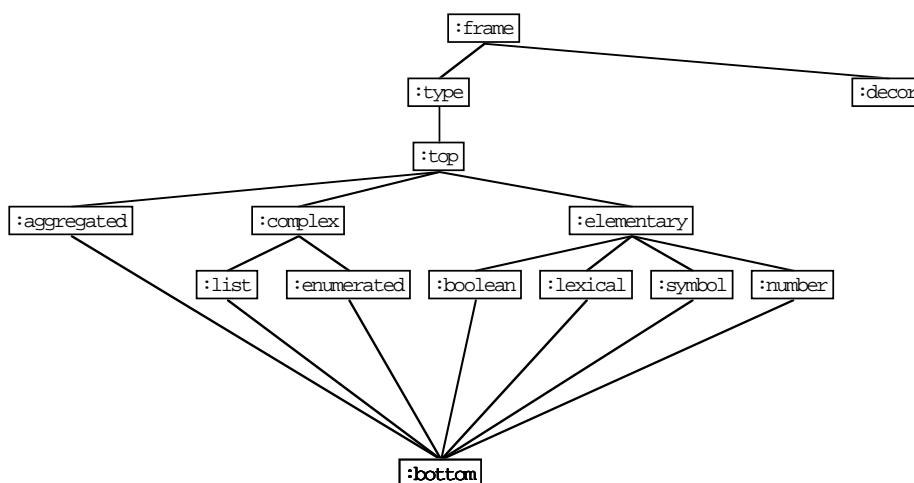 :frame
:type :decor
:top
:aggregated :complex :elementary
:list :enumerated :boolean :lexical :symbol :number
:bottom